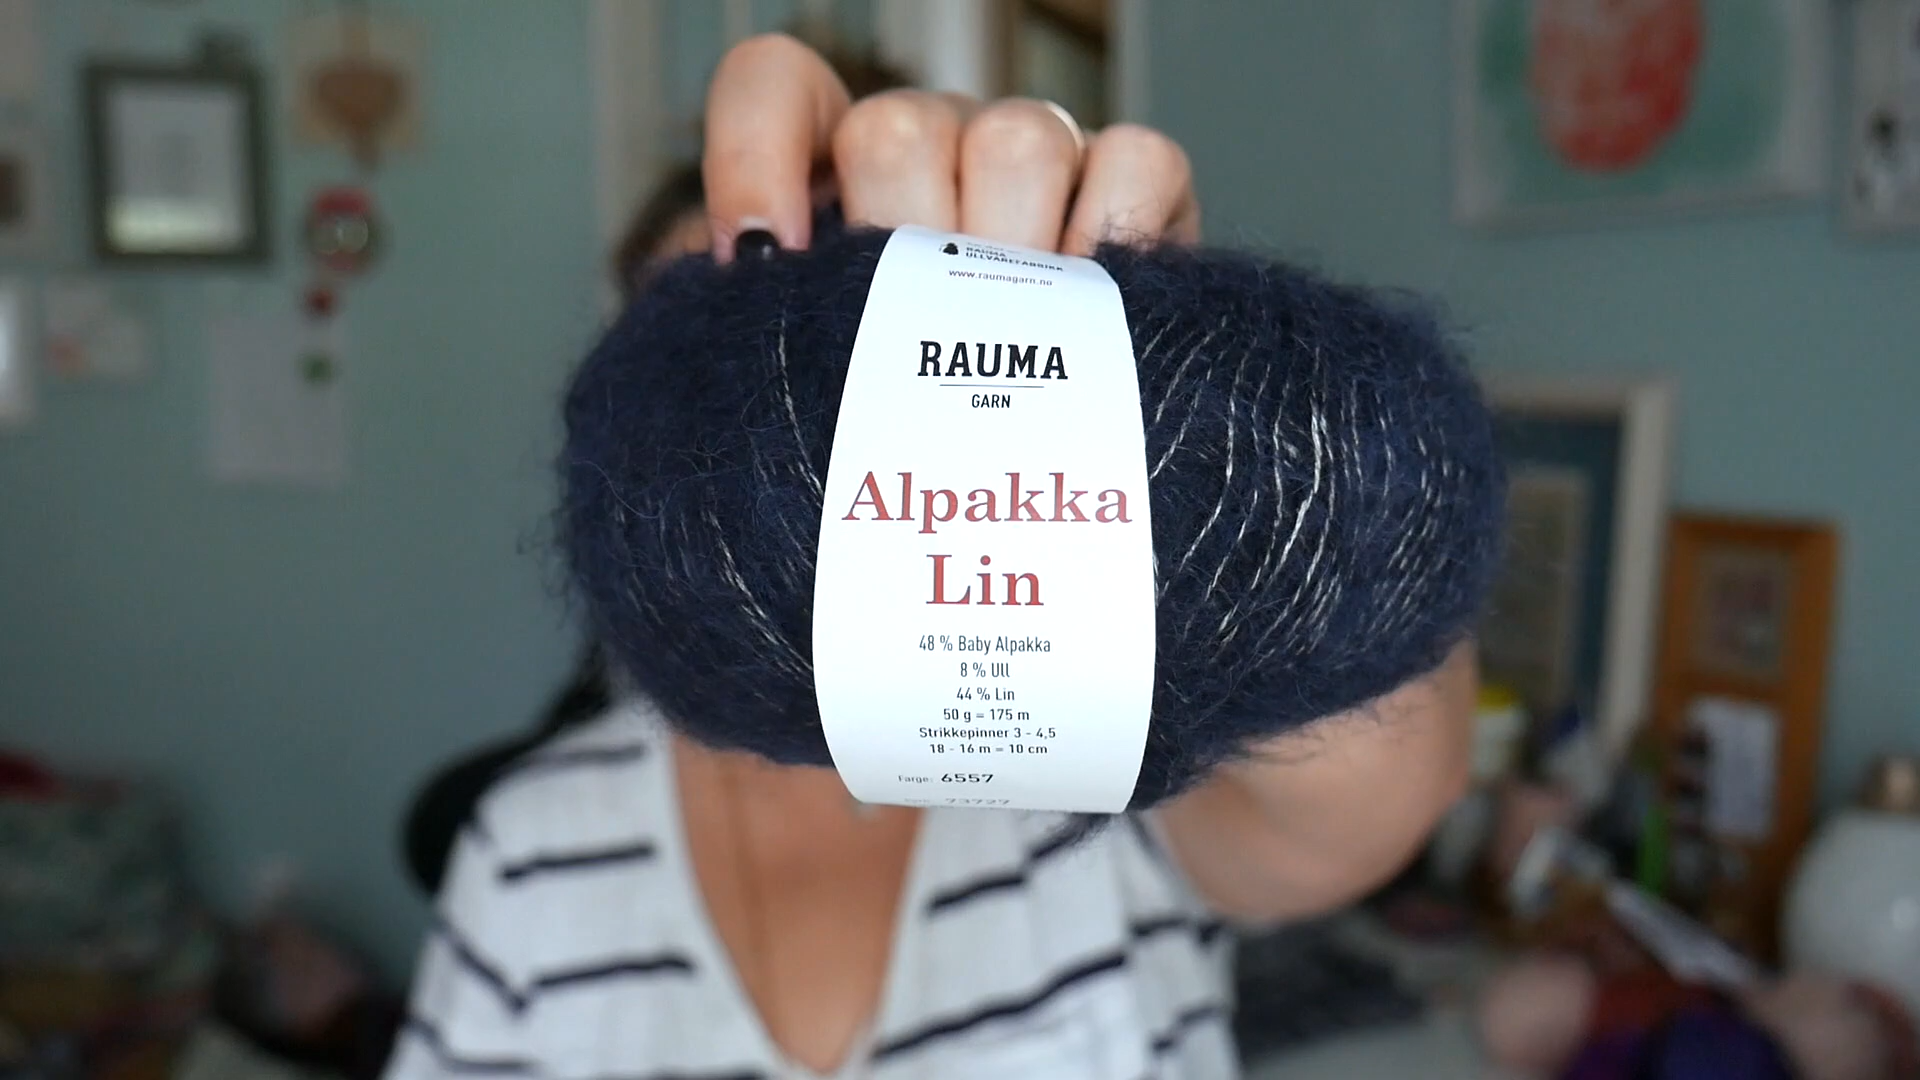 RAUMA
ULLVAREFABRIKK
www.raumagarn.no
RAUMA
GARN
Alpakka
Lin
48 % Baby Alpakka
8 % Ull
44 % Lin
50 g = 175 m
Strikkepinner 3 - 4,5
18 - 16 m = 10 cm
Farge: 6557
73727